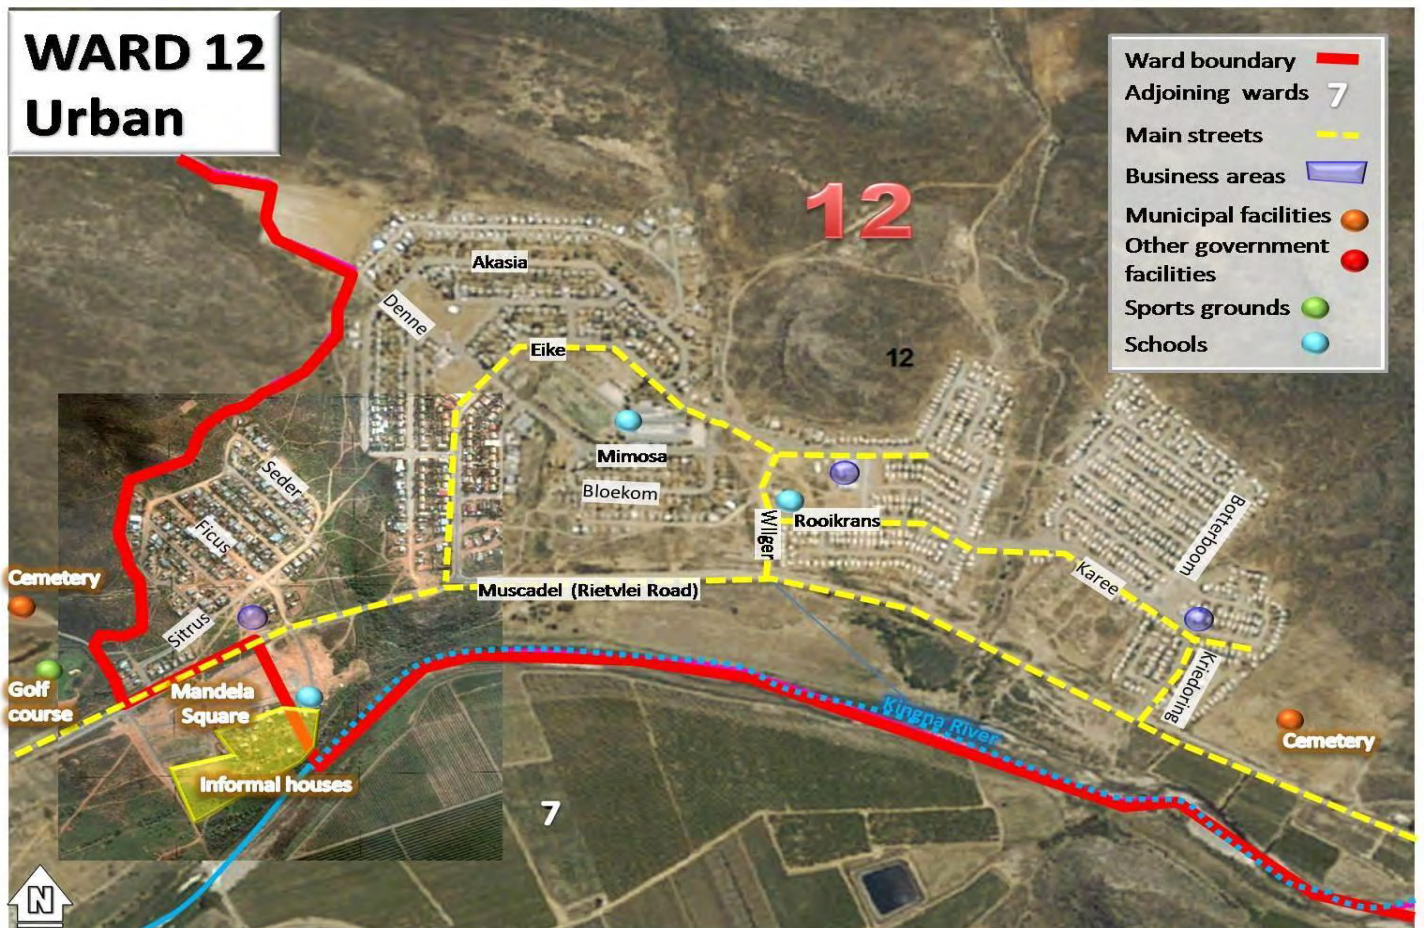 WARD 12
Urban
Ward boundary
Adjoining wards 7
Main streets
Business areas
Municipal facilities
Other government
facilities
Sports grounds
Schools
12
Akasia
Denne
Eike
12
Mimosa
Bloekom
Seder
Ficus
Rooikrans
Wilger
Botterboom
Karee
Cemetery
Muscadel (Rietvlei Road)
Sitrus
Kriedoring
Golf
course
Mandela
Square
Kingna River
Cemetery
Informal houses
7
N